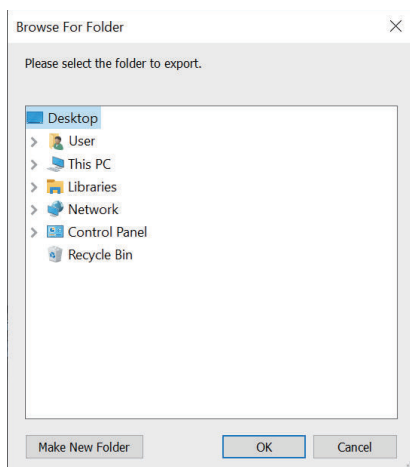 Browse For Folder
Please select the folder to export.
Desktop
User
This PC
Libraries
Network
Control Panel
Recycle Bin
Make New Folder OK Cancel